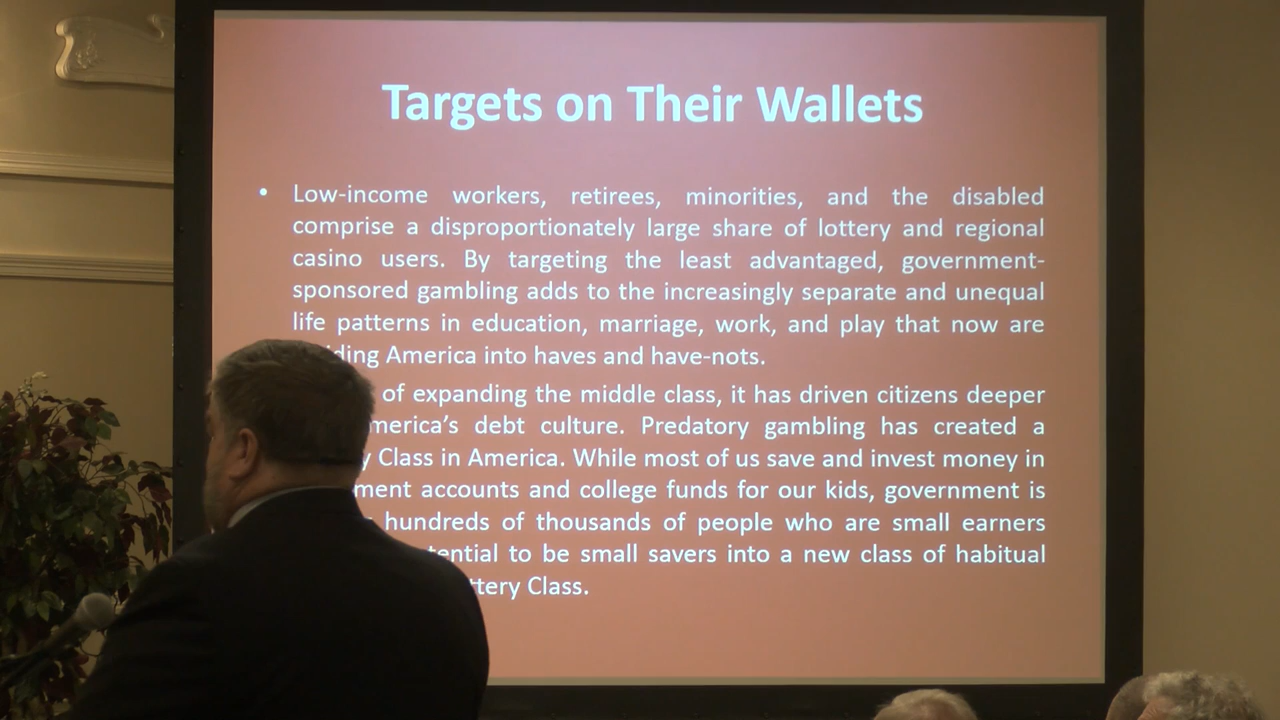 Targets on Their Wallets
• Low-income workers, retirees, minorities, and the disabled
comprise a disproportionately large share of lottery and regional
casino users. By targeting the least advantaged, government-
sponsored gambling adds to the increasingly separate and unequal
life patterns in education, marriage, work, and play that now are
America into haves and have-nots.
of expanding the middle class, it has driven citizens deeper
debt culture. Predatory gambling has created a
Class in America. While most of us save and invest money in
accounts and college funds for our kids, government is
hundreds of thousands of people who are small earners
to be small savers into a new class of habitual
Class.